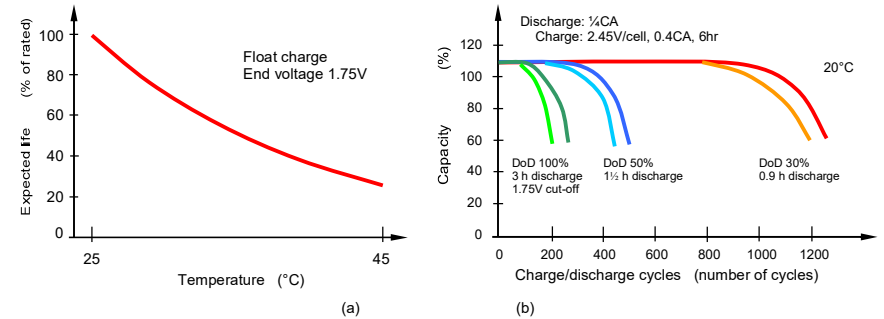 Expected life (% of rated)
100
80
60
40
20
0
Float charge
End voltage 1.75V
25
45
Temperature (°C)
(a)
Discharge: ¼CA
Charge: 2.45V/cell, 0.4CA, 6hr
Capacity (%)
120
100
80
60
40
20
0
20°C
DoD 100%
3 h discharge
1.75V cut-off
DoD 50%
1½ h discharge
DoD 30%
0.9 h discharge
0 200 400 600 800 1000 1200
Charge/discharge cycles (number of cycles)
(b)